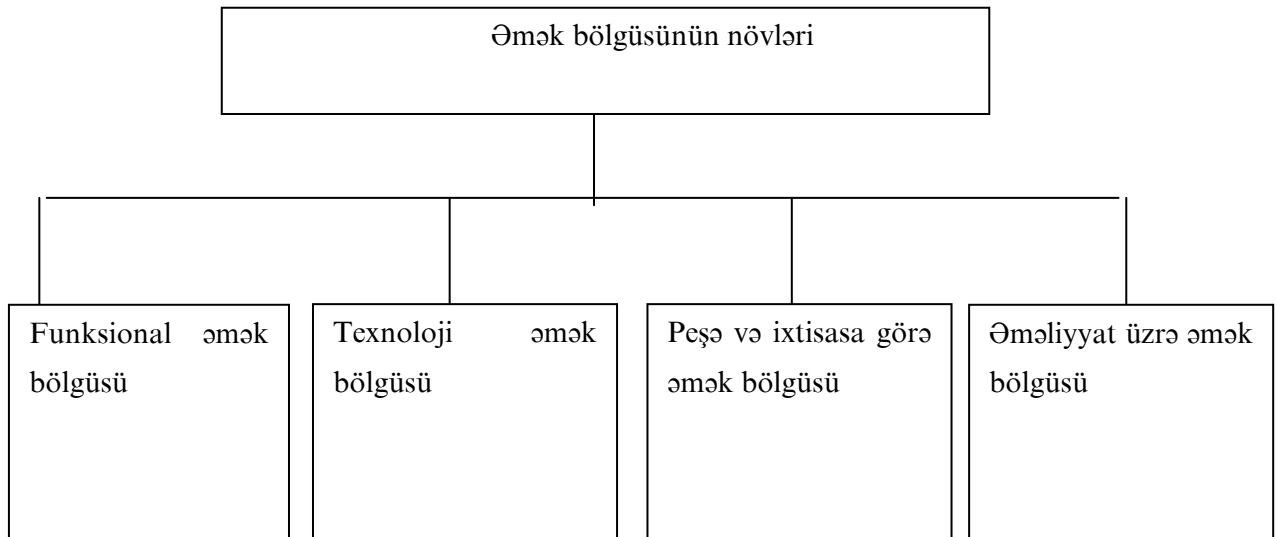 Əmək bölgüsünün növləri
Funksional əmək
bölgüsü
Texnoloji əmək
bölgüsü
Peşə və ixtisasa görə
əmək bölgüsü
Əməliyyat üzrə əmək
bölgüsü